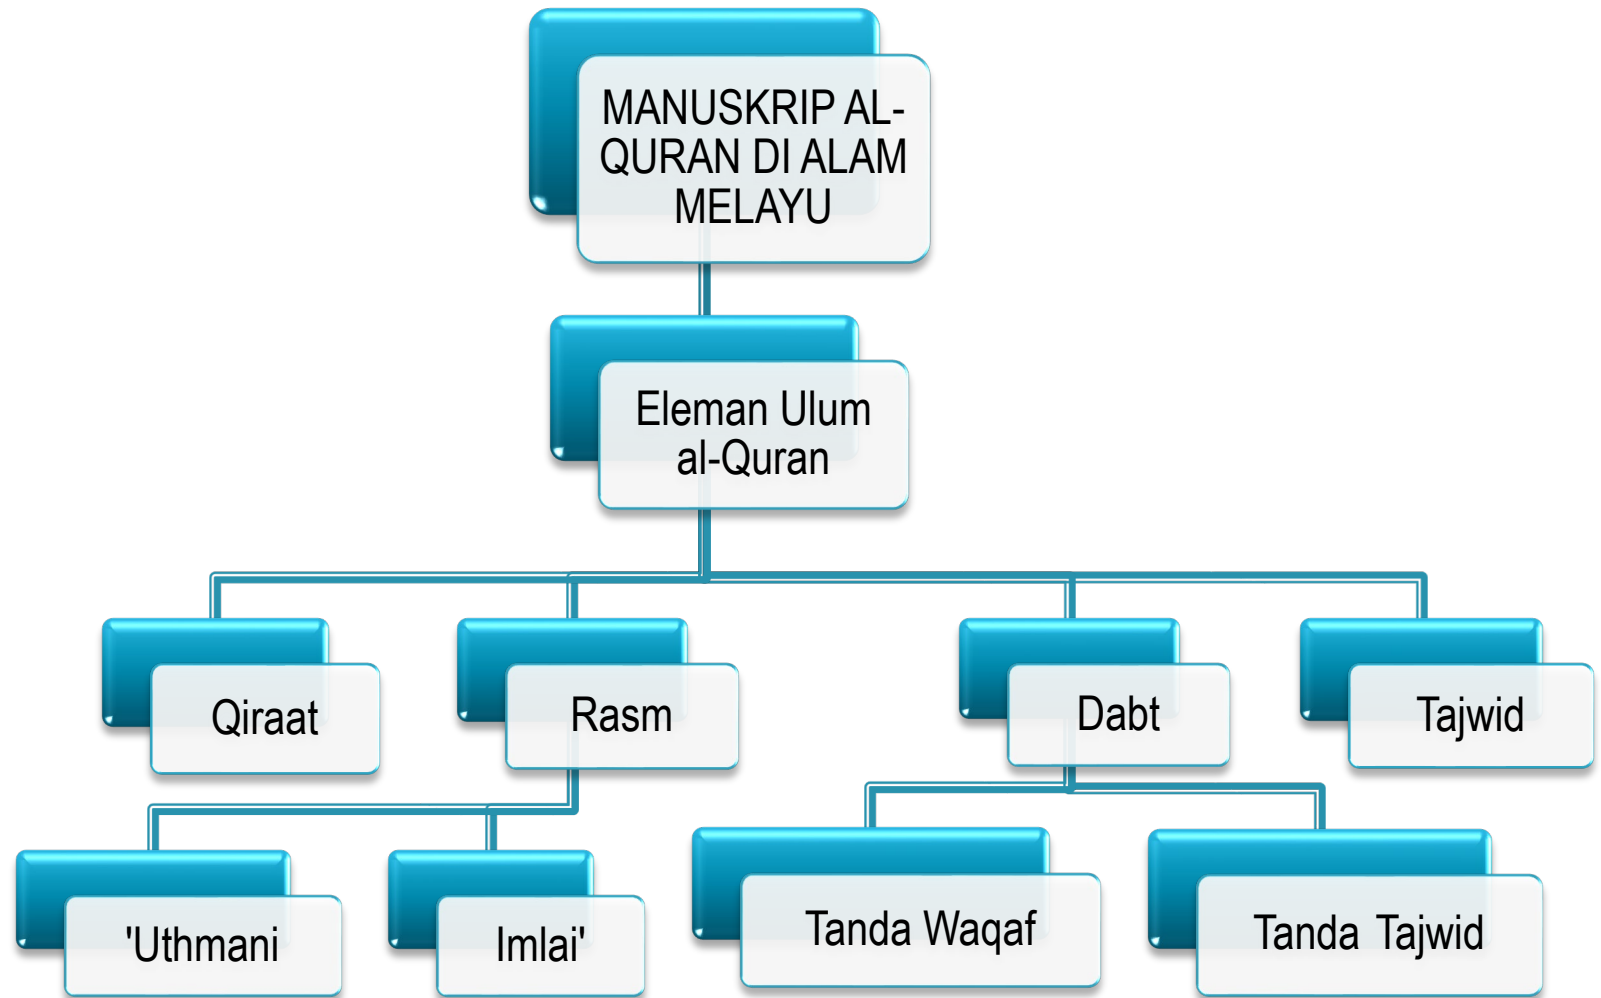 MANUSKRIP AL-
QURAN DI ALAM
MELAYU
Eleman Ulum
al-Quran
Qiraat
Rasm
Dabt
Tajwid
'Uthmani
Imlai'
Tanda Waqaf
Tanda Tajwid